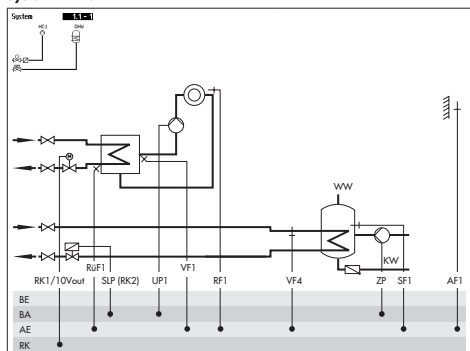 System 1.1 - 1
HC1 DHW
M
WW
KW
RK1/10Vout RüF1 SLP (RK2) UP1 VF1 RF1 VF4 ZP SF1 AF1
BE
BA
AE
RK